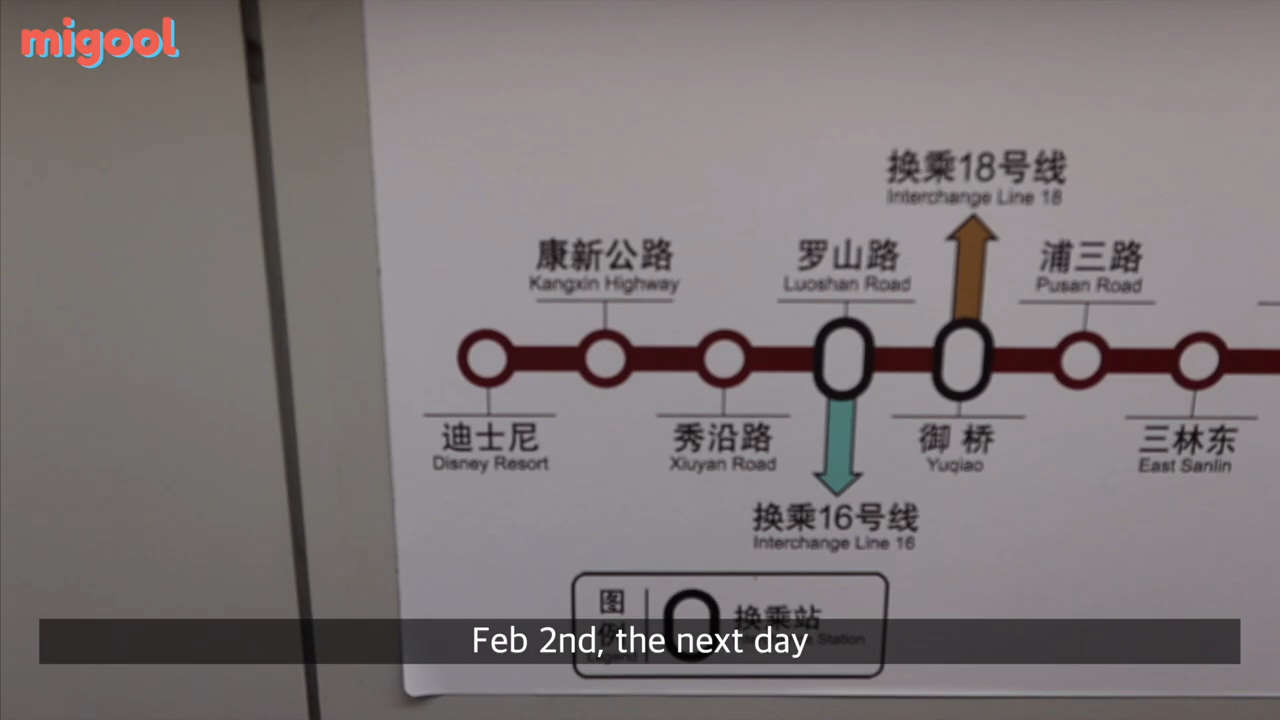 migool
换乘18号线
Interchange Line 18
康新公路
Kangxin Highway
罗山路
Luoshan Road
浦三路
Pusan Road
迪士尼
Disney Resort
秀沿路
Xiuyan Road
御桥
Yuqiao
三林东
East Sanlin
换乘16号线
Interchange Line 16
图例
Legend
换乘站
Station
Feb 2nd, the next day